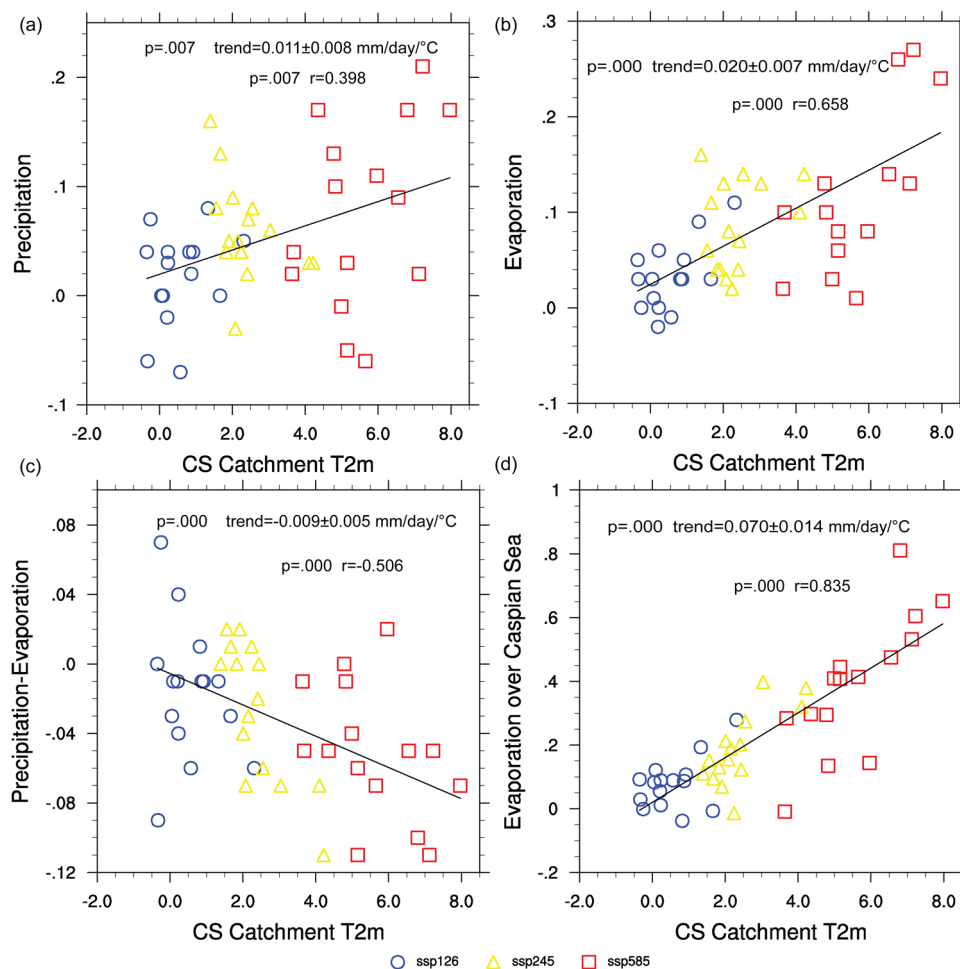 (a)
p=.007 trend=0.011±0.008 mm/day/°C
p=.007 r=0.398
Precipitation
.2
.1
.0
-.1
-2.0 0.0 2.0 4.0 6.0 8.0
CS Catchment T2m
(b)
p=.000 trend=0.020±0.007 mm/day/°C
p=.000 r=0.658
Evaporation
.3
.2
.1
.0
-.1
-2.0 0.0 2.0 4.0 6.0 8.0
CS Catchment T2m
(c)
p=.000 trend=-0.009±0.005 mm/day/°C
p=.000 r=-0.506
Precipitation-Evaporation
.08
.04
.0
-.04
-.08
-.12
-2.0 0.0 2.0 4.0 6.0 8.0
CS Catchment T2m
(d)
p=.000 trend=0.070±0.014 mm/day/°C
p=.000 r=0.835
Evaporation over Caspian Sea
1
.8
.6
.4
.2
0
-.2
-2.0 0.0 2.0 4.0 6.0 8.0
CS Catchment T2m
ssp126 ssp245 ssp585